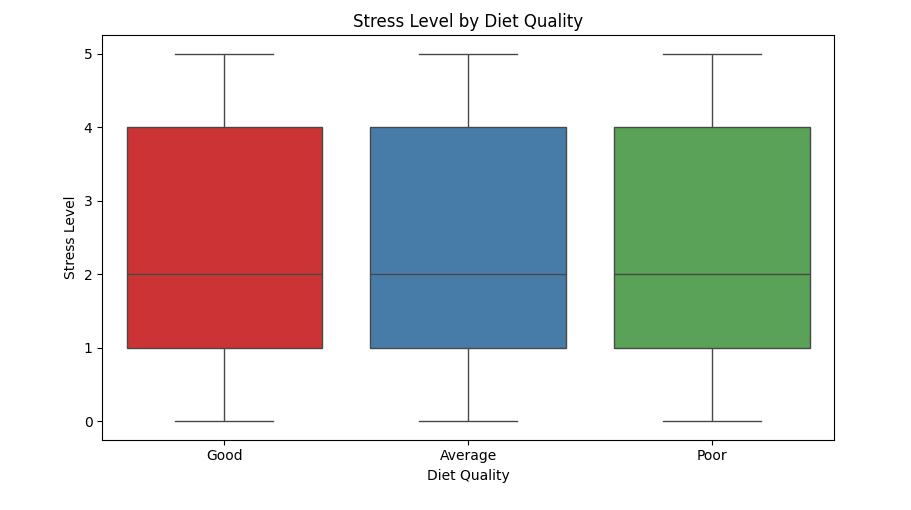 Stress Level by Diet Quality
Stress Level
5
4
3
2
1
0
Good Average Poor
Diet Quality